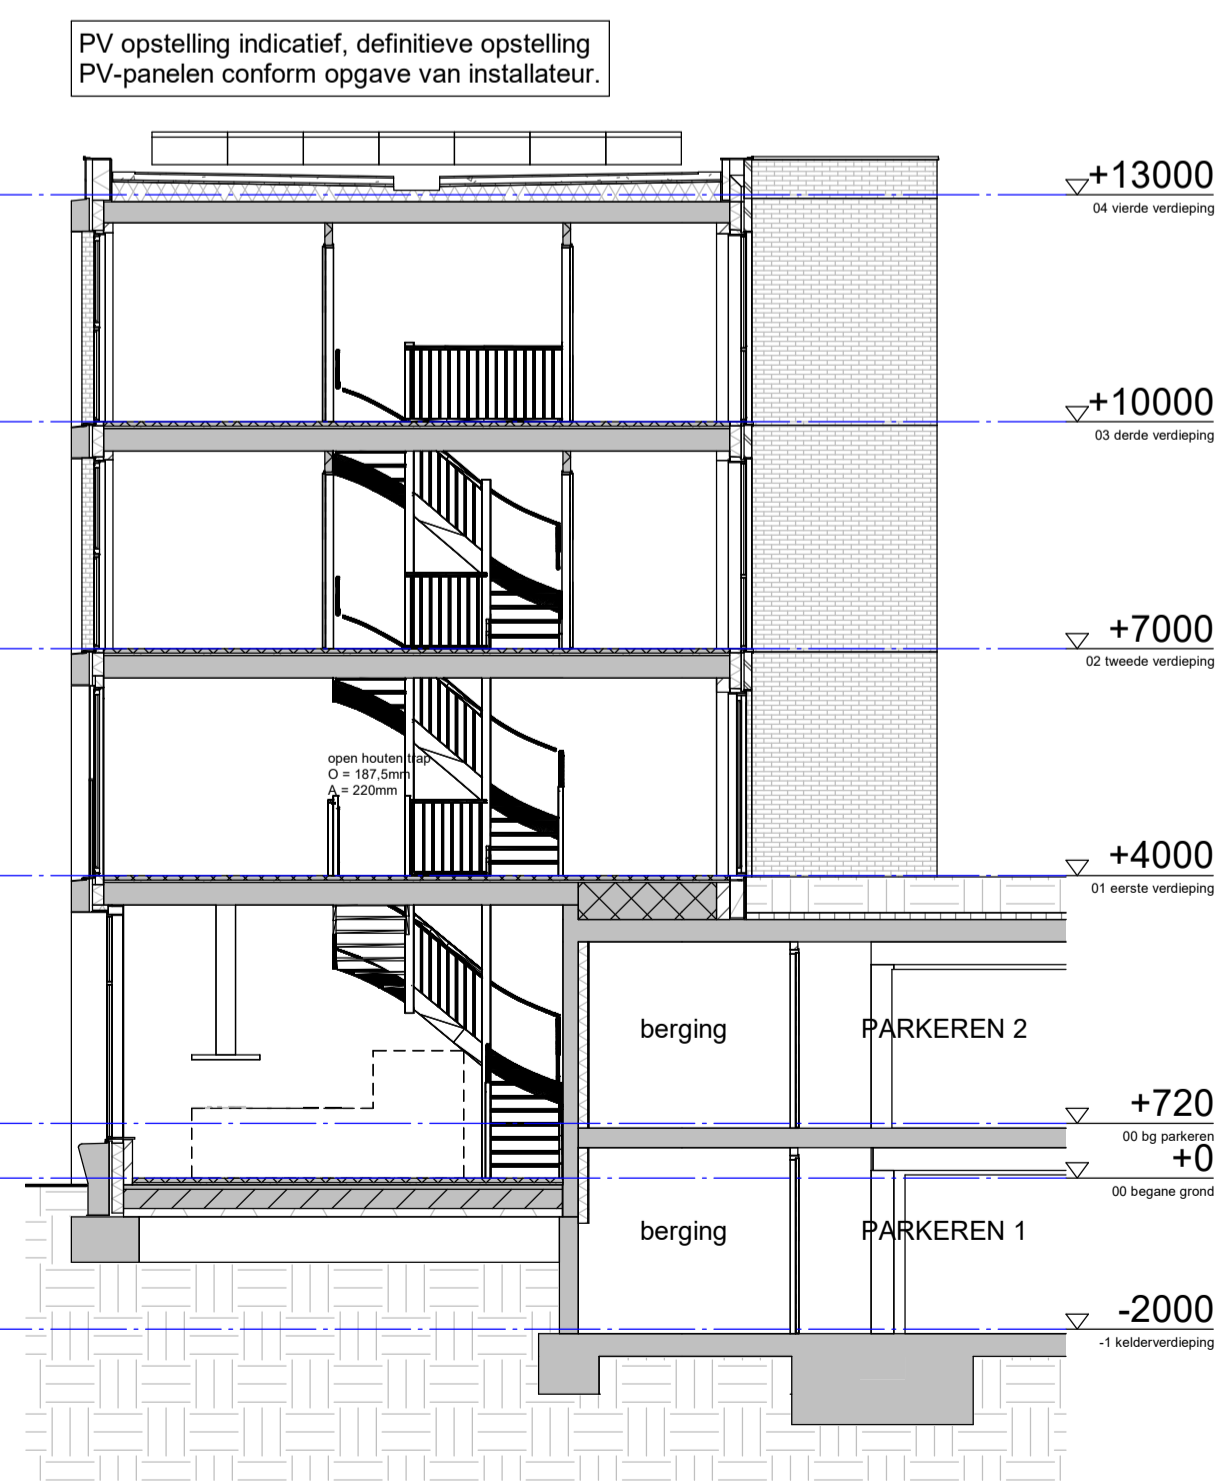 PV opstelling indicatief, definitieve opstelling
PV-panelen conform opgave van installateur.
+13000
04 vierde verdieping
+10000
03 derde verdieping
+7000
02 tweede verdieping
open houten trap
O = 187,5mm
A = 220mm
+4000
01 eerste verdieping
berging
PARKEREN 2
+720
00 bg parkeren
+0
00 begane grond
berging
PARKEREN 1
-2000
-1 kelderverdieping